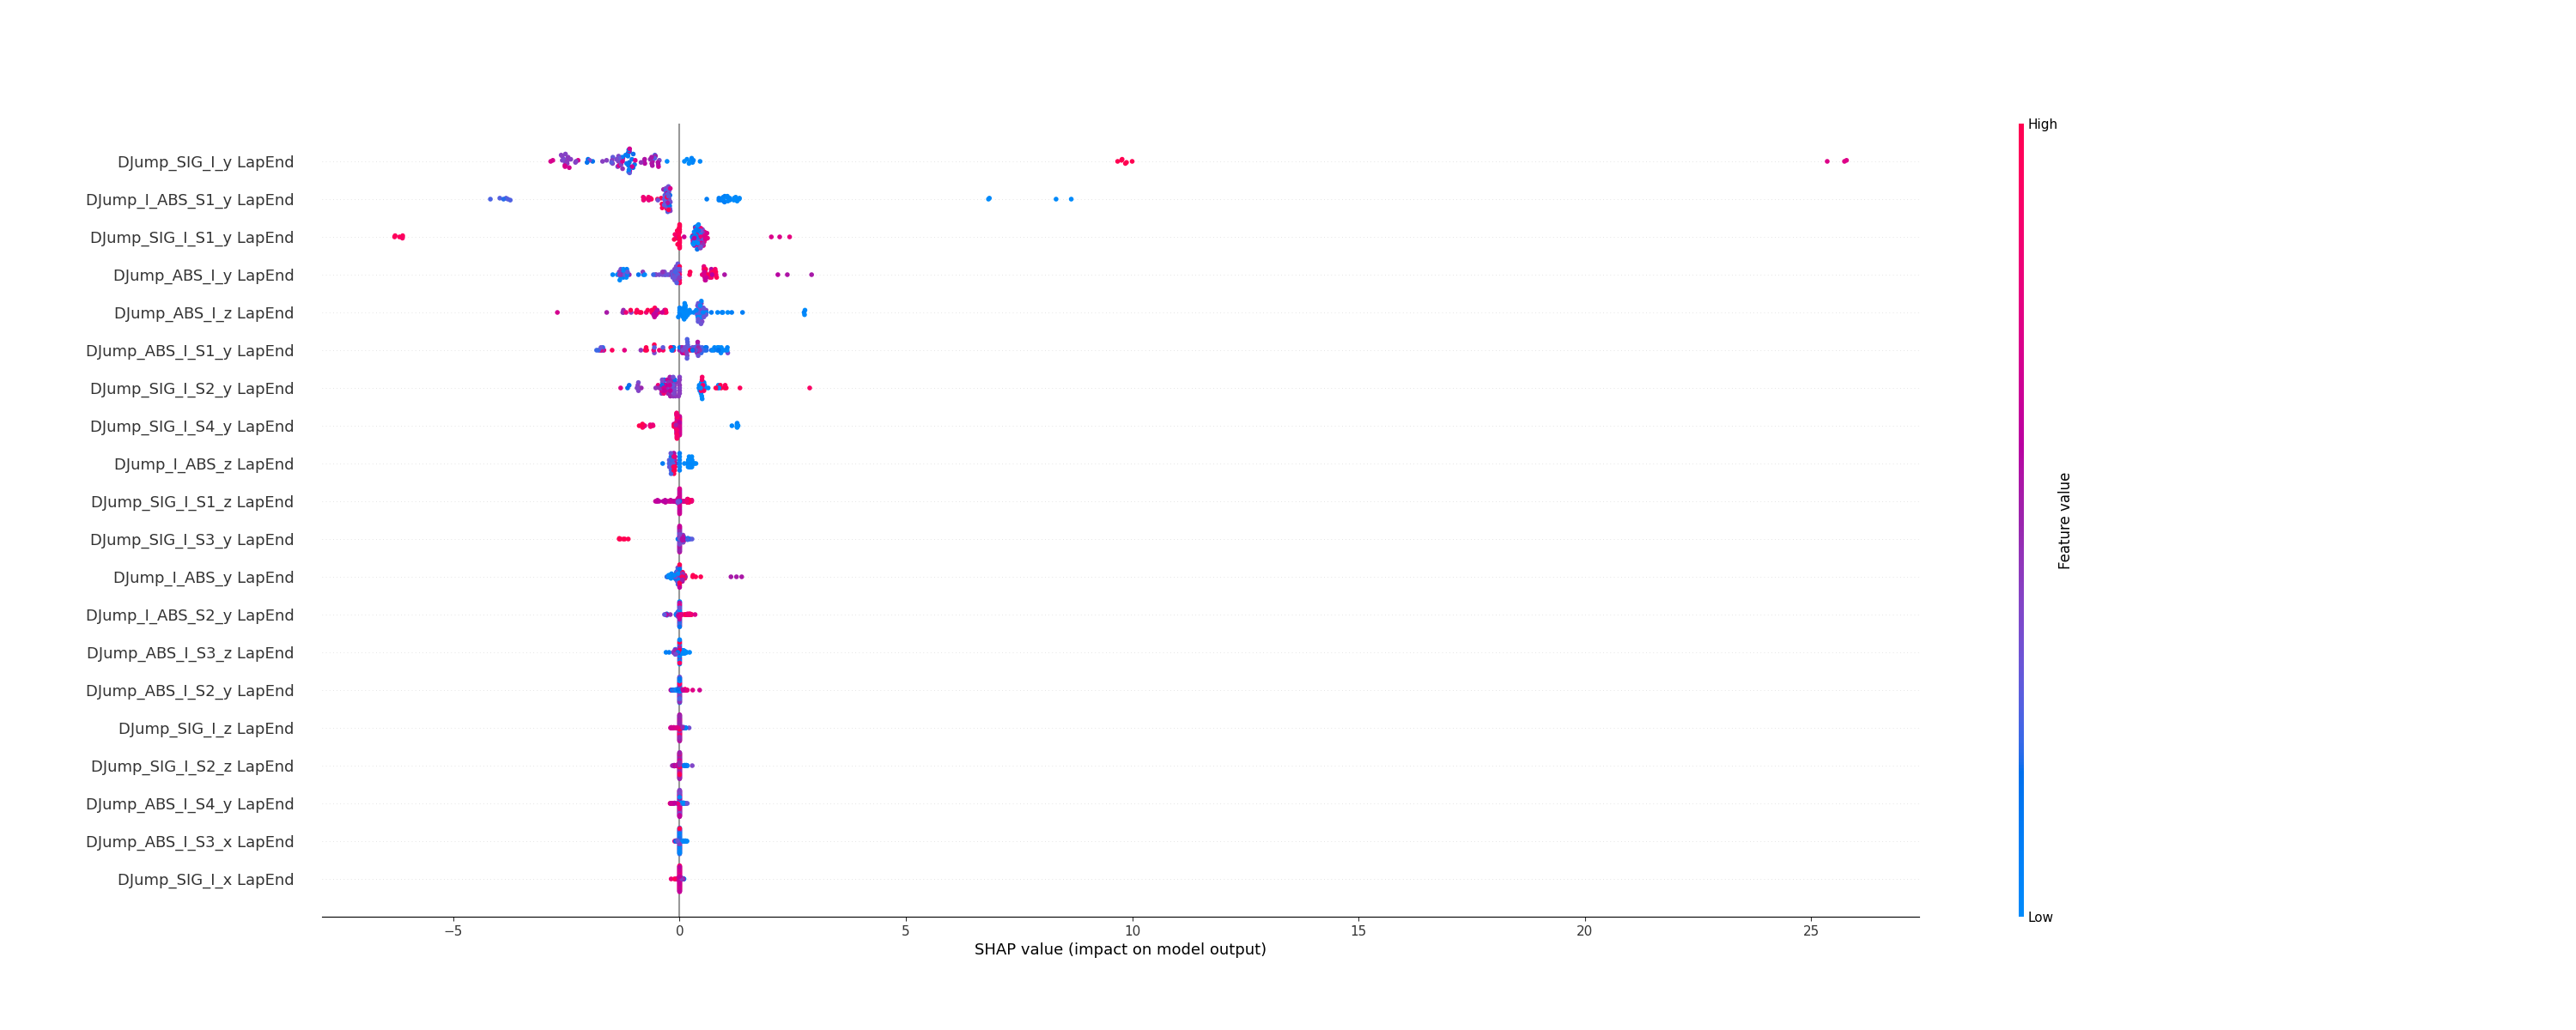 High
DJump_SIG_I_y LapEnd
DJump_I_ABS_S1_y LapEnd
DJump_SIG_I_S1_y LapEnd
DJump_ABS_I_y LapEnd
DJump_ABS_I_z LapEnd
DJump_ABS_I_S1_y LapEnd
DJump_SIG_I_S2_y LapEnd
DJump_SIG_I_S4_y LapEnd
DJump_I_ABS_z LapEnd
DJump_SIG_I_S1_z LapEnd
DJump_SIG_I_S3_y LapEnd
DJump_I_ABS_y LapEnd
DJump_I_ABS_S2_y LapEnd
DJump_ABS_I_S3_z LapEnd
DJump_ABS_I_S2_y LapEnd
DJump_SIG_I_z LapEnd
DJump_SIG_I_S2_z LapEnd
DJump_ABS_I_S4_y LapEnd
DJump_ABS_I_S3_x LapEnd
DJump_SIG_I_x LapEnd
Feature value
Low
−5 0 5 10 15 20 25
SHAP value (impact on model output)